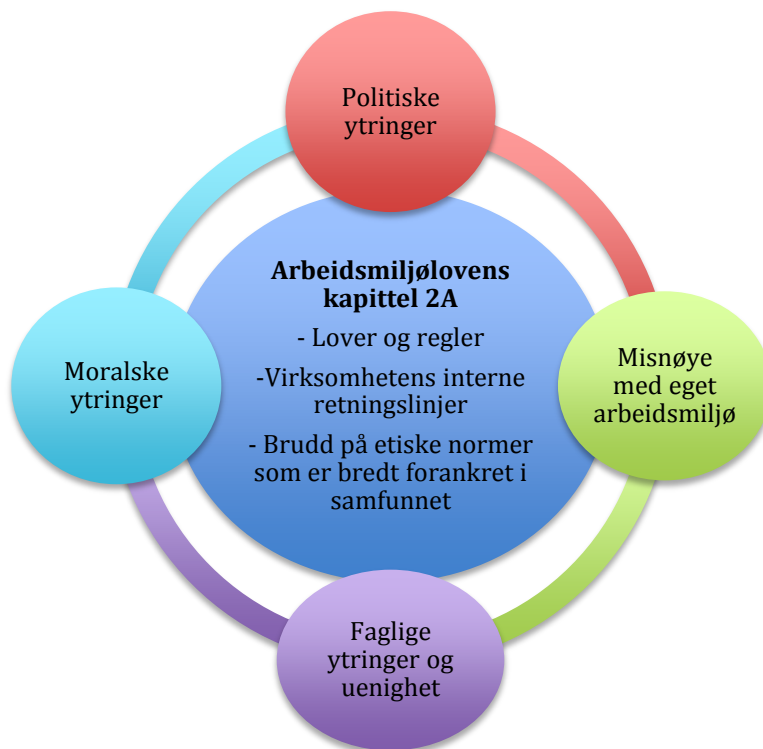 Politiske
ytringer
Arbeidsmiljølovens
kapittel 2A
- Lover og regler
-Virksomhetens interne
retningslinjer
- Brudd på etiske normer
som er bredt forankret i
samfunnet
Moralske
ytringer
Misnøye
med eget
arbeidsmiljø
Faglige
ytringer og
uenighet